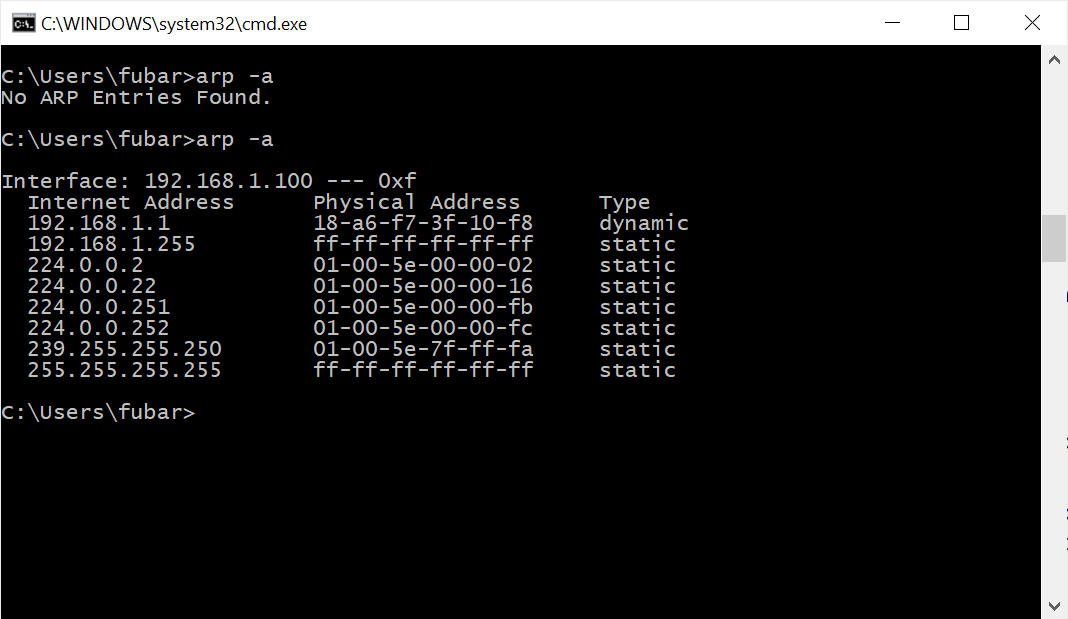 C:\WINDOWS\system32\cmd.exe
C:\Users\fubar>arp -a
No ARP Entries Found.
C:\Users\fubar>arp -a
Interface: 192.168.1.100 --- 0xf
  Internet Address      Physical Address      Type
  192.168.1.1           18-a6-f7-3f-10-f8     dynamic
  192.168.1.255         ff-ff-ff-ff-ff-ff     static
  224.0.0.2             01-00-5e-00-00-02     static
  224.0.0.22            01-00-5e-00-00-16     static
  224.0.0.251           01-00-5e-00-00-fb     static
  224.0.0.252           01-00-5e-00-00-fc     static
  239.255.255.250       01-00-5e-7f-ff-fa     static
  255.255.255.255       ff-ff-ff-ff-ff-ff     static
C:\Users\fubar>